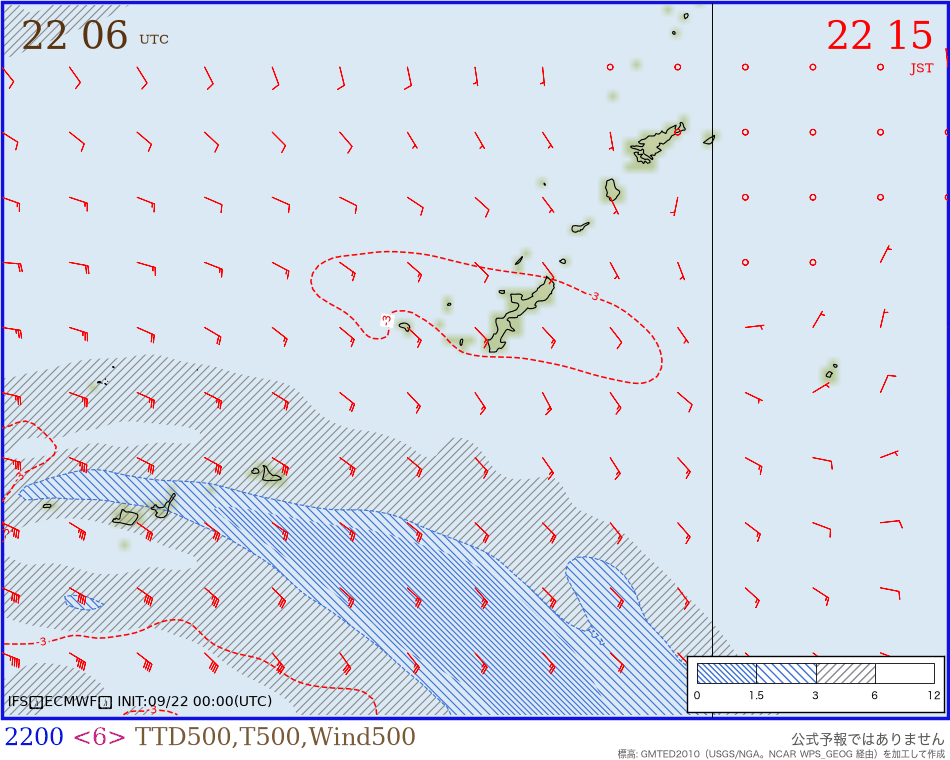 22 06 UTC
22 15
JST
-3
-3
-3
-3
-3
-3
IFS□ECMWF□ INIT:09/22 00:00(UTC)
0 1.5 3 6 12
2200 <6> TTD500,T500,Wind500
公式予報ではありません
標高: GMTED2010（USGS/NGA。NCAR WPS_GEOG 経由）を加工して作成